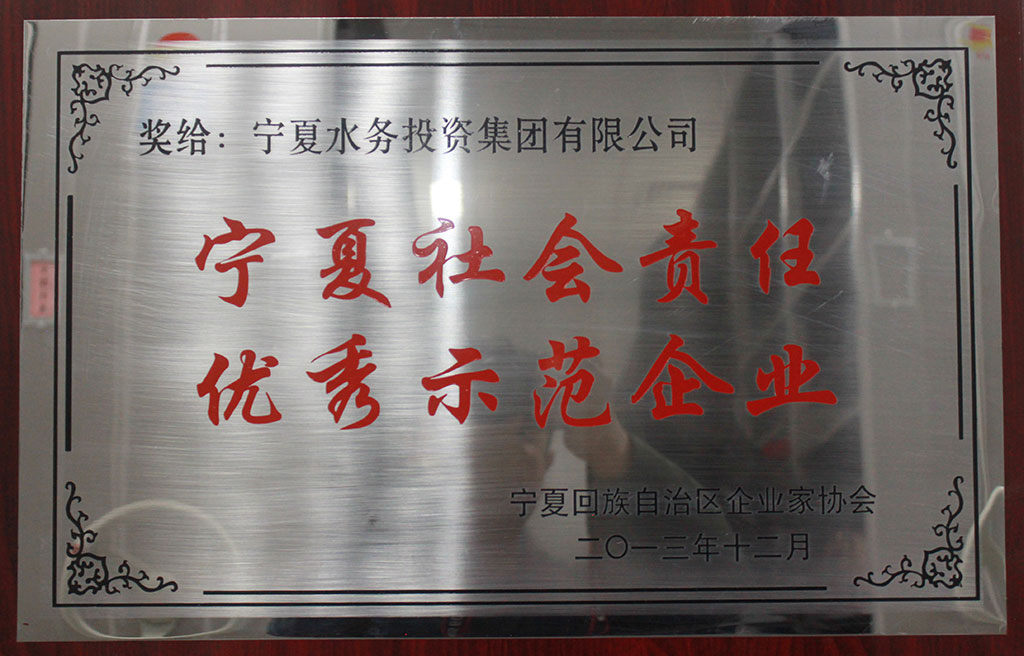 奖给：宁夏水务投资集团有限公司
宁夏社会责任
优秀示范企业
宁夏回族自治区企业家协会
二〇一三年十二月